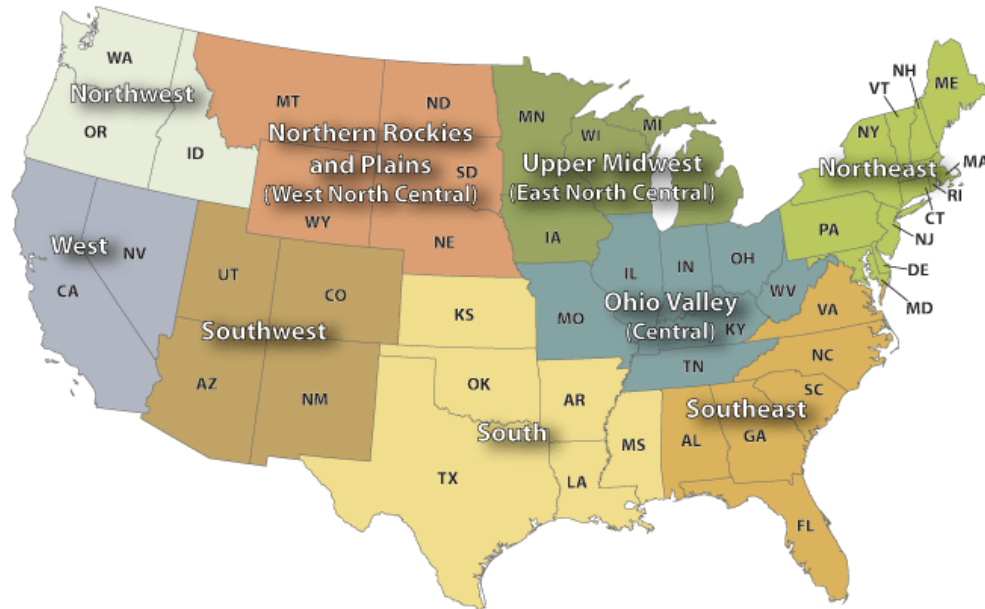 WA
Northwest
OR
ID
MT
ND
Northern Rockies
and Plains
(West North Central)
SD
WY
NE
MN
WI
MI
Upper Midwest
(East North Central)
IA
NH
VT
ME
NY
Northeast
MA
RI
CT
PA
NJ
DE
MD
West
NV
CA
UT
CO
Southwest
AZ
NM
IL
IN
OH
WV
Ohio Valley
(Central)
MO
KY
TN
KS
OK
AR
South
MS
TX
LA
VA
NC
SC
Southeast
AL
GA
FL